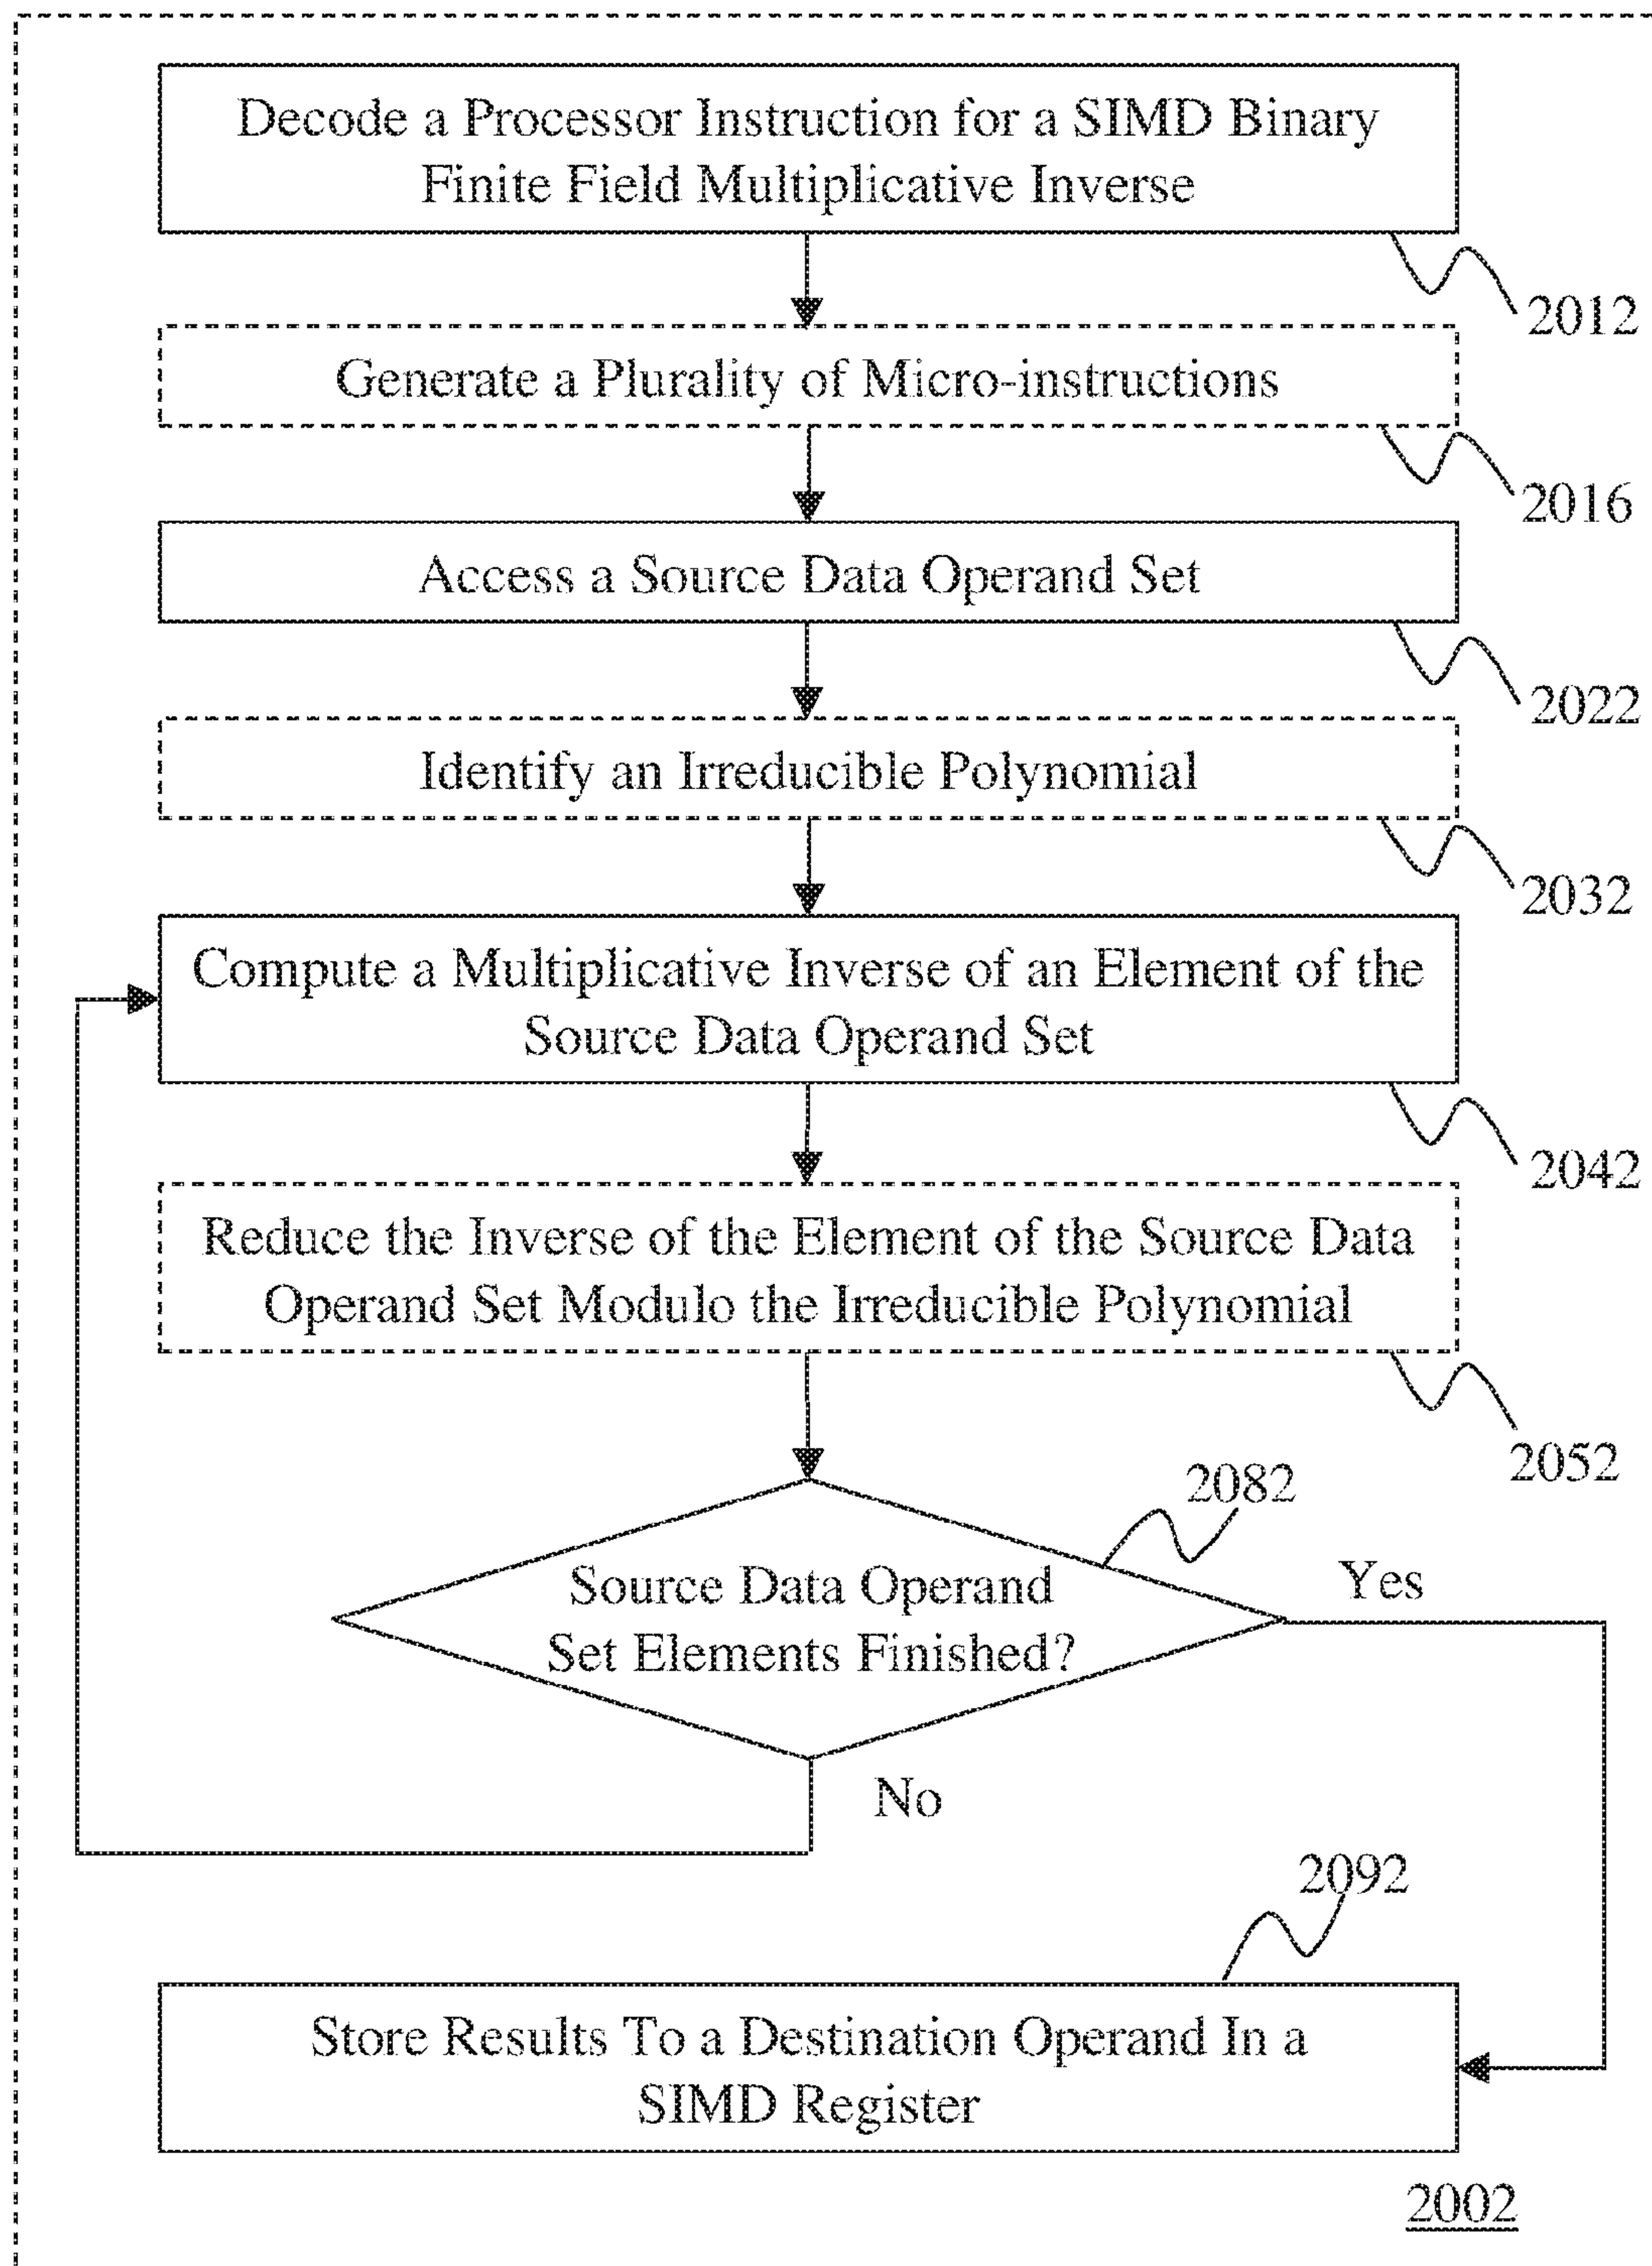 Decode a Processor Instruction for a SIMD Binary
Finite Field Multiplicative Inverse
2012
Generate a Plurality of Micro-instructions
2016
Access a Source Data Operand Set
2022
Identify an Irreducible Polynomial
2032
Compute a Multiplicative Inverse of an Element of the
Source Data Operand Set
2042
Reduce the Inverse of the Element of the Source Data
Operand Set Modulo the Irreducible Polynomial
2052
2082
Source Data Operand
Set Elements Finished?
Yes
No
2092
Store Results To a Destination Operand In a
SIMD Register
2002